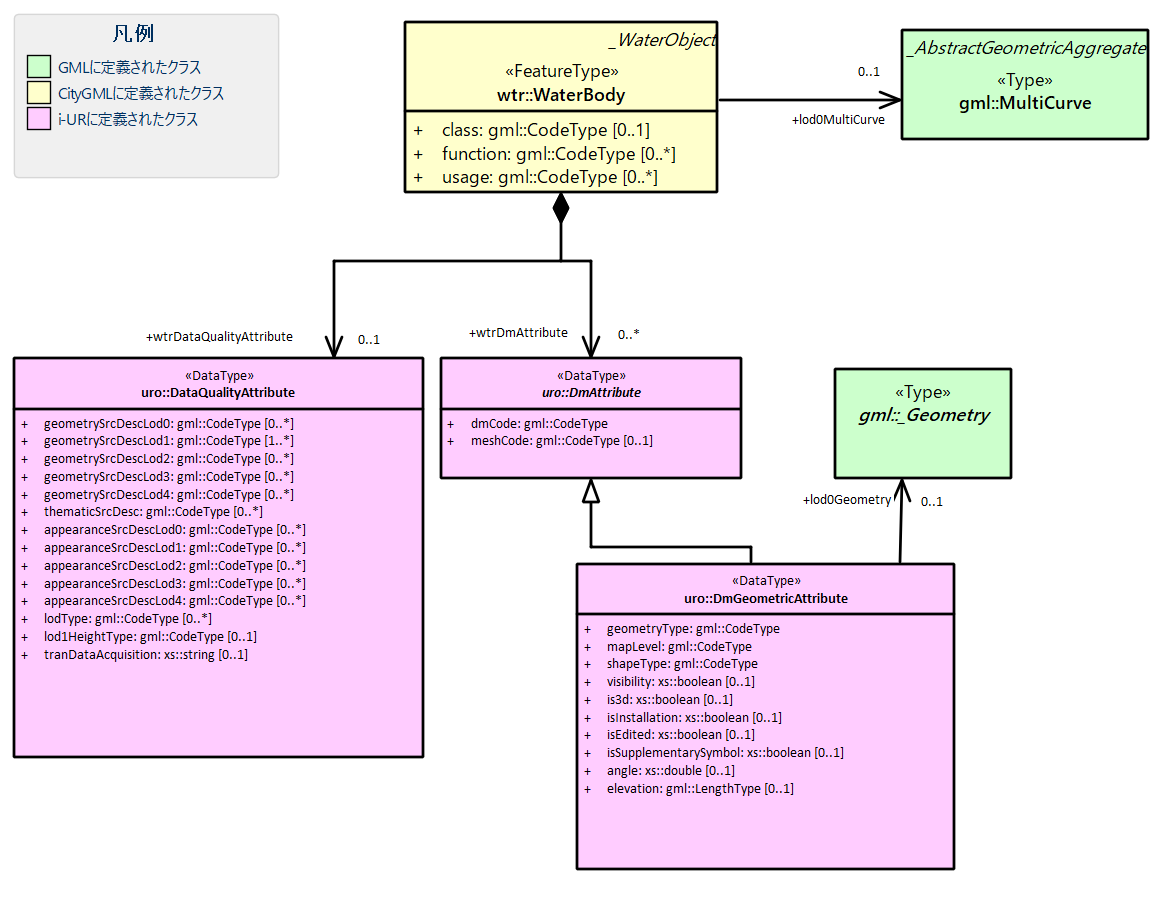 凡例
GMLに定義されたクラス
CityGMLに定義されたクラス
i-URに定義されたクラス
_WaterObject
«FeatureType»
wtr::WaterBody
+ class: gml::CodeType [0..1]
+ function: gml::CodeType [0..*]
+ usage: gml::CodeType [0..*]
0..1
+lod0MultiCurve
_AbstractGeometricAggregate
«Type»
gml::MultiCurve
+wtrDataQualityAttribute
0..1
+wtrDmAttribute
0..*
«DataType»
uro::DataQualityAttribute
+ geometrySrcDescLod0: gml::CodeType [0..*]
+ geometrySrcDescLod1: gml::CodeType [1..*]
+ geometrySrcDescLod2: gml::CodeType [0..*]
+ geometrySrcDescLod3: gml::CodeType [0..*]
+ geometrySrcDescLod4: gml::CodeType [0..*]
+ thematicSrcDesc: gml::CodeType [0..*]
+ appearanceSrcDescLod0: gml::CodeType [0..*]
+ appearanceSrcDescLod1: gml::CodeType [0..*]
+ appearanceSrcDescLod2: gml::CodeType [0..*]
+ appearanceSrcDescLod3: gml::CodeType [0..*]
+ appearanceSrcDescLod4: gml::CodeType [0..*]
+ lodType: gml::CodeType [0..*]
+ lod1HeightType: gml::CodeType [0..1]
+ tranDataAcquisition: xs::string [0..1]
«DataType»
uro::DmAttribute
+ dmCode: gml::CodeType
+ meshCode: gml::CodeType [0..1]
«Type»
gml::_Geometry
+lod0Geometry
0..1
«DataType»
uro::DmGeometricAttribute
+ geometryType: gml::CodeType
+ mapLevel: gml::CodeType
+ shapeType: gml::CodeType
+ visibility: xs::boolean [0..1]
+ is3d: xs::boolean [0..1]
+ isInstallation: xs::boolean [0..1]
+ isEdited: xs::boolean [0..1]
+ isSupplementarySymbol: xs::boolean [0..1]
+ angle: xs::double [0..1]
+ elevation: gml::LengthType [0..1]